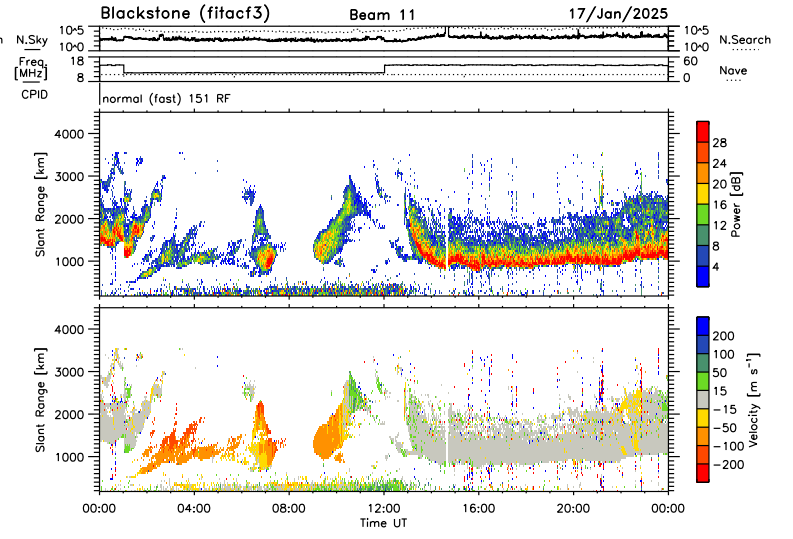 Blackstone (fitacf3) Beam 11 17/Jan/2025
n N.Sky 10^5 10^5 N.Search
10^0 10^0
Freq. 18 60
[MHz] 8 0 Nave
CPID normal (fast) 151 RF
4000
3000
2000
1000
Slant Range [km]
28
24
20
16
12
8
4
Power [dB]
4000
3000
2000
1000
Slant Range [km]
200
100
50
15
-15
-50
-100
-200
Velocity [m s⁻¹]
00:00 04:00 08:00 12:00 16:00 20:00 00:00
Time UT